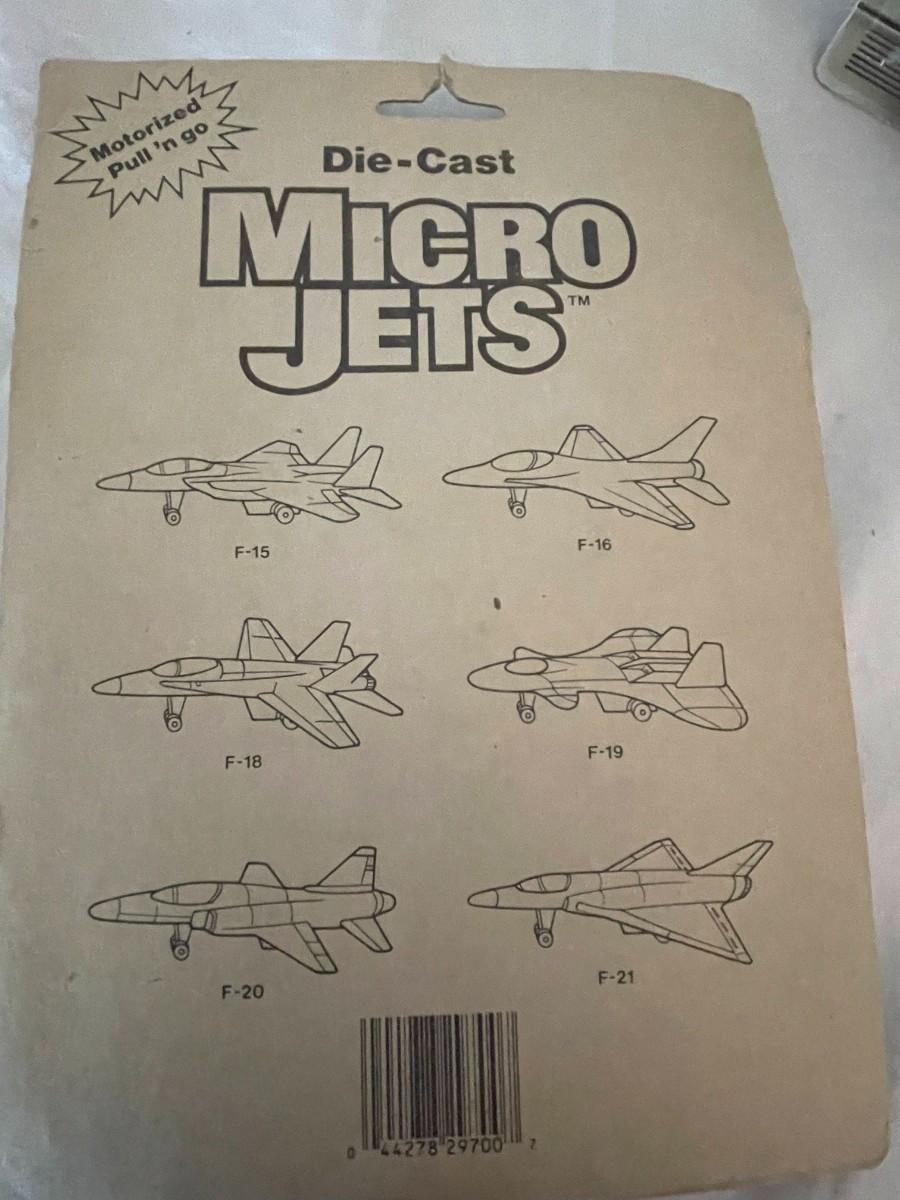 Motorized
Pull 'n go
Die-Cast
MICRO
JETS™
F-15
F-16
F-18
F-19
F-20
F-21
0 44278 29700 7